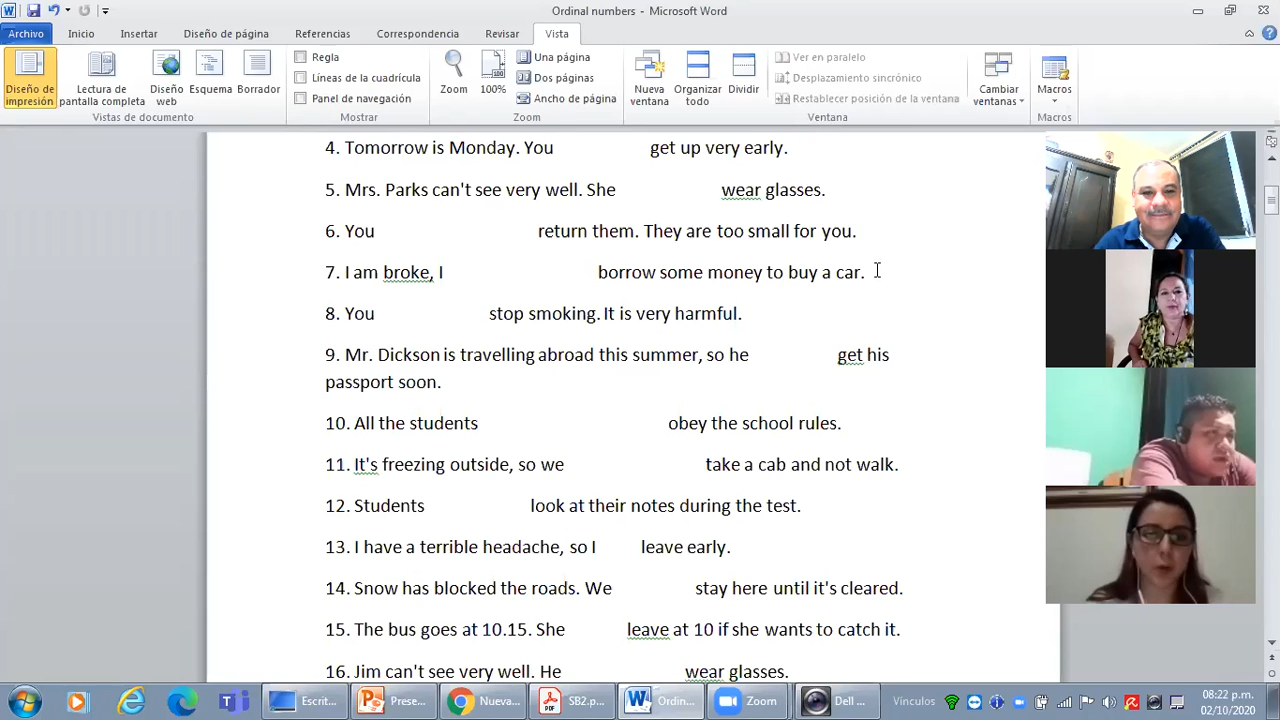 Ordinal numbers - Microsoft Word
Archivo Inicio Insertar Diseño de página Referencias Correspondencia Revisar Vista
Diseño de impresión
Lectura de pantalla completa
Diseño web
Esquema
Borrador
Vistas de documento
Regla
Líneas de la cuadrícula
Panel de navegación
Mostrar
Zoom
100%
Una página
Dos páginas
Ancho de página
Zoom
Nueva ventana
Organizar todo
Dividir
Ver en paralelo
Desplazamiento sincrónico
Restablecer posición de la ventana
Ventana
Cambiar ventanas
Macros
Macros
4. Tomorrow is Monday. You get up very early.
5. Mrs. Parks can't see very well. She wear glasses.
6. You return them. They are too small for you.
7. I am broke, I borrow some money to buy a car.
8. You stop smoking. It is very harmful.
9. Mr. Dickson is travelling abroad this summer, so he get his
passport soon.
10. All the students obey the school rules.
11. It's freezing outside, so we take a cab and not walk.
12. Students look at their notes during the test.
13. I have a terrible headache, so I leave early.
14. Snow has blocked the roads. We stay here until it's cleared.
15. The bus goes at 10.15. She leave at 10 if she wants to catch it.
16. Jim can't see very well. He wear glasses.
Escrit... Prese... Nueva... SB2.p... Ordin... Zoom Dell ... Vínculos 08:22 p.m.
02/10/2020